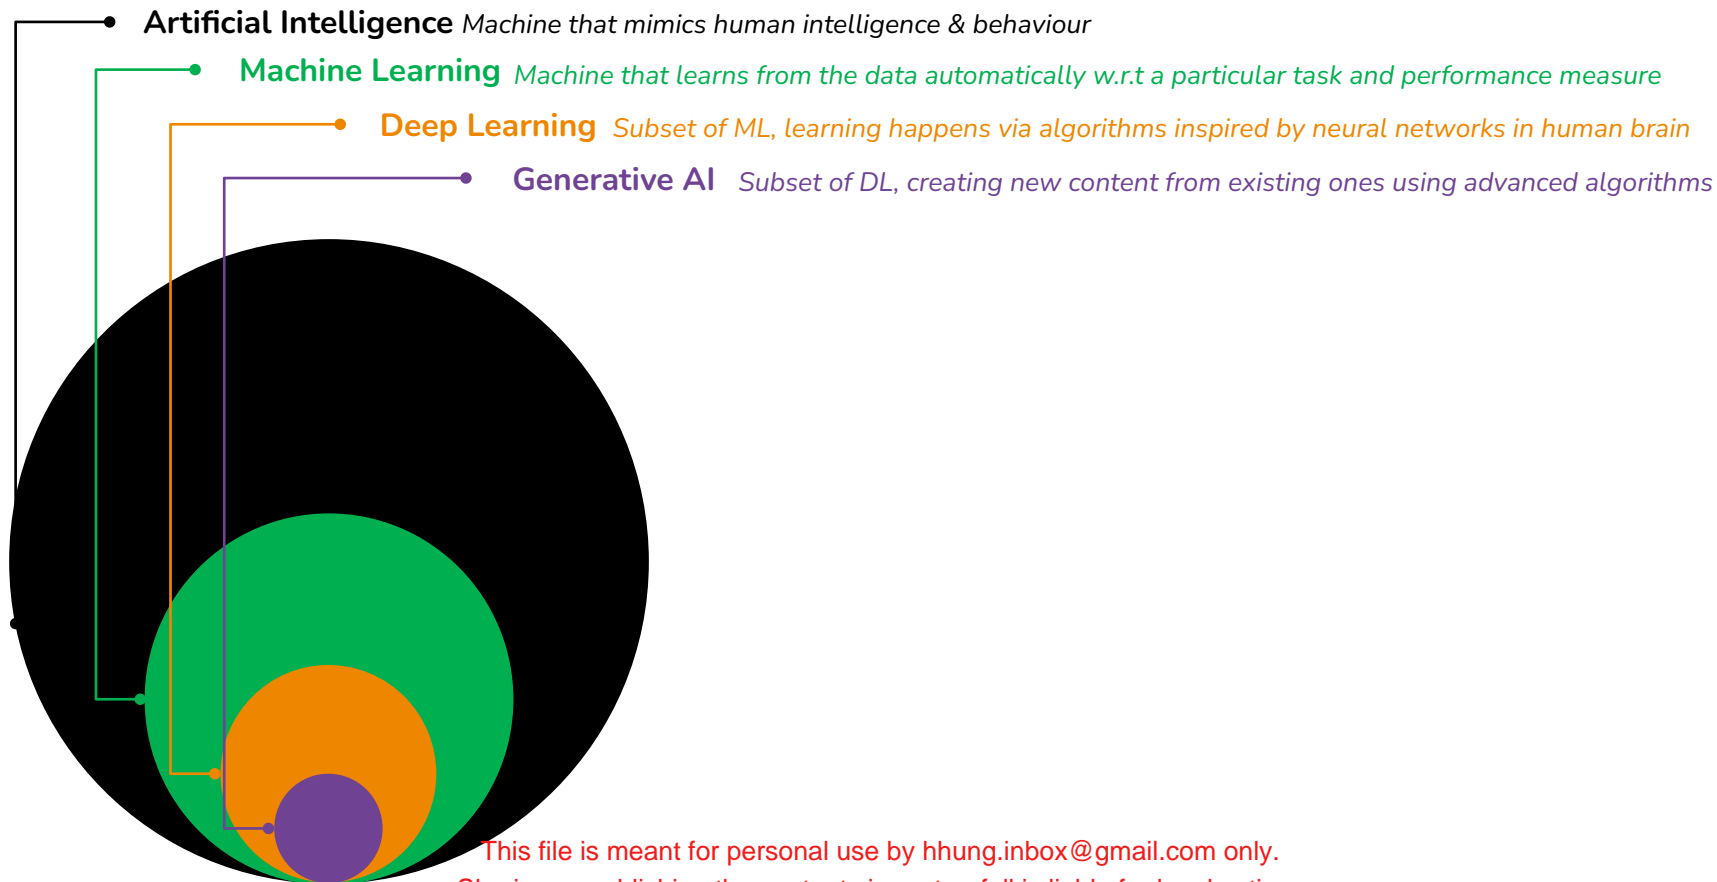 Artificial Intelligence Machine that mimics human intelligence & behaviour
Machine Learning Machine that learns from the data automatically w.r.t a particular task and performance measure
Deep Learning Subset of ML, learning happens via algorithms inspired by neural networks in human brain
Generative AI Subset of DL, creating new content from existing ones using advanced algorithms
This file is meant for personal use by hhung.inbox@gmail.com only.